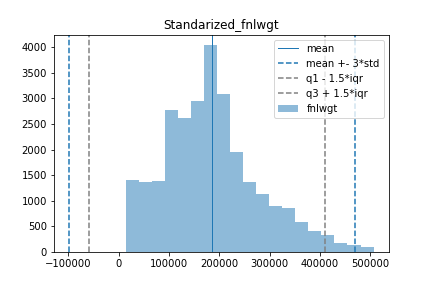 Standarized_fnlwgt
4000
3500
3000
2500
2000
1500
1000
500
0
mean
mean +- 3*std
q1 - 1.5*iqr
q3 + 1.5*iqr
fnlwgt
−100000 0 100000 200000 300000 400000 500000